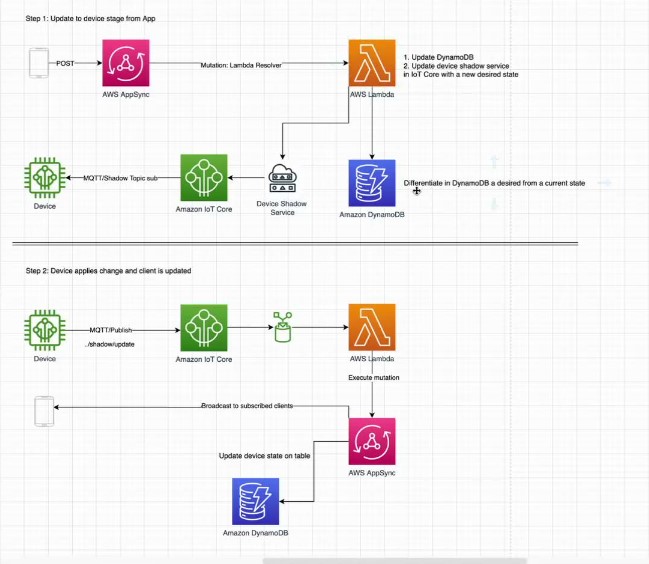 Step 1: Update to device stage from App
POST
AWS AppSync
Mutation: Lambda Resolver
AWS Lambda
1. Update DynamoDB
2. Update device shadow service
in IoT Core with a new desired state
Device
MQTT/Shadow Topic sub
Amazon IoT Core
Device Shadow
Service
Amazon DynamoDB
Differentiate in DynamoDB a desired from a current state
Step 2: Device applies change and client is updated
Device
MQTT/Publish
../shadow/update
Amazon IoT Core
AWS Lambda
Execute mutation
Broadcast to subscribed clients
AWS AppSync
Update device state on table
Amazon DynamoDB